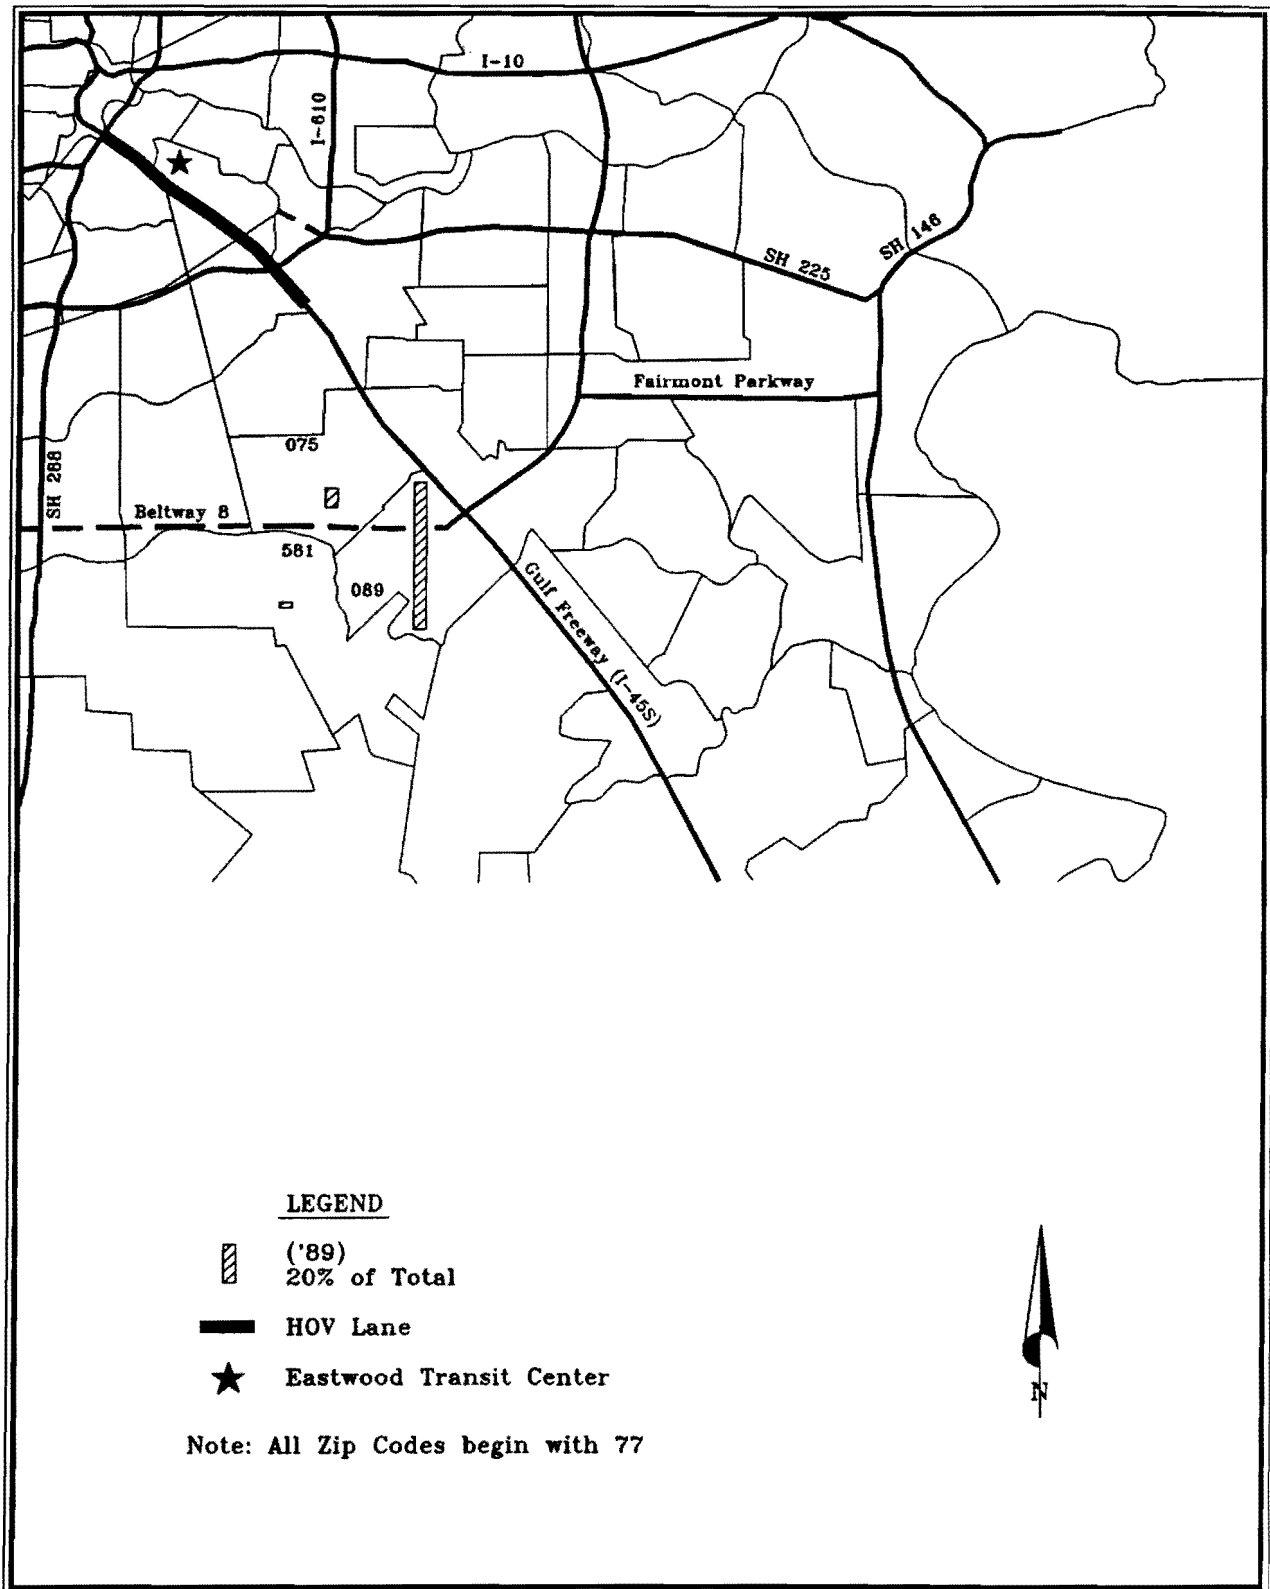 I-10
I-610
SH 146
SH 225
Fairmont Parkway
075
SH 288
Beltway 8
581
089
Gulf Freeway (I-45S)
LEGEND
('89)
20% of Total
HOV Lane
Eastwood Transit Center
N
Note: All Zip Codes begin with 77